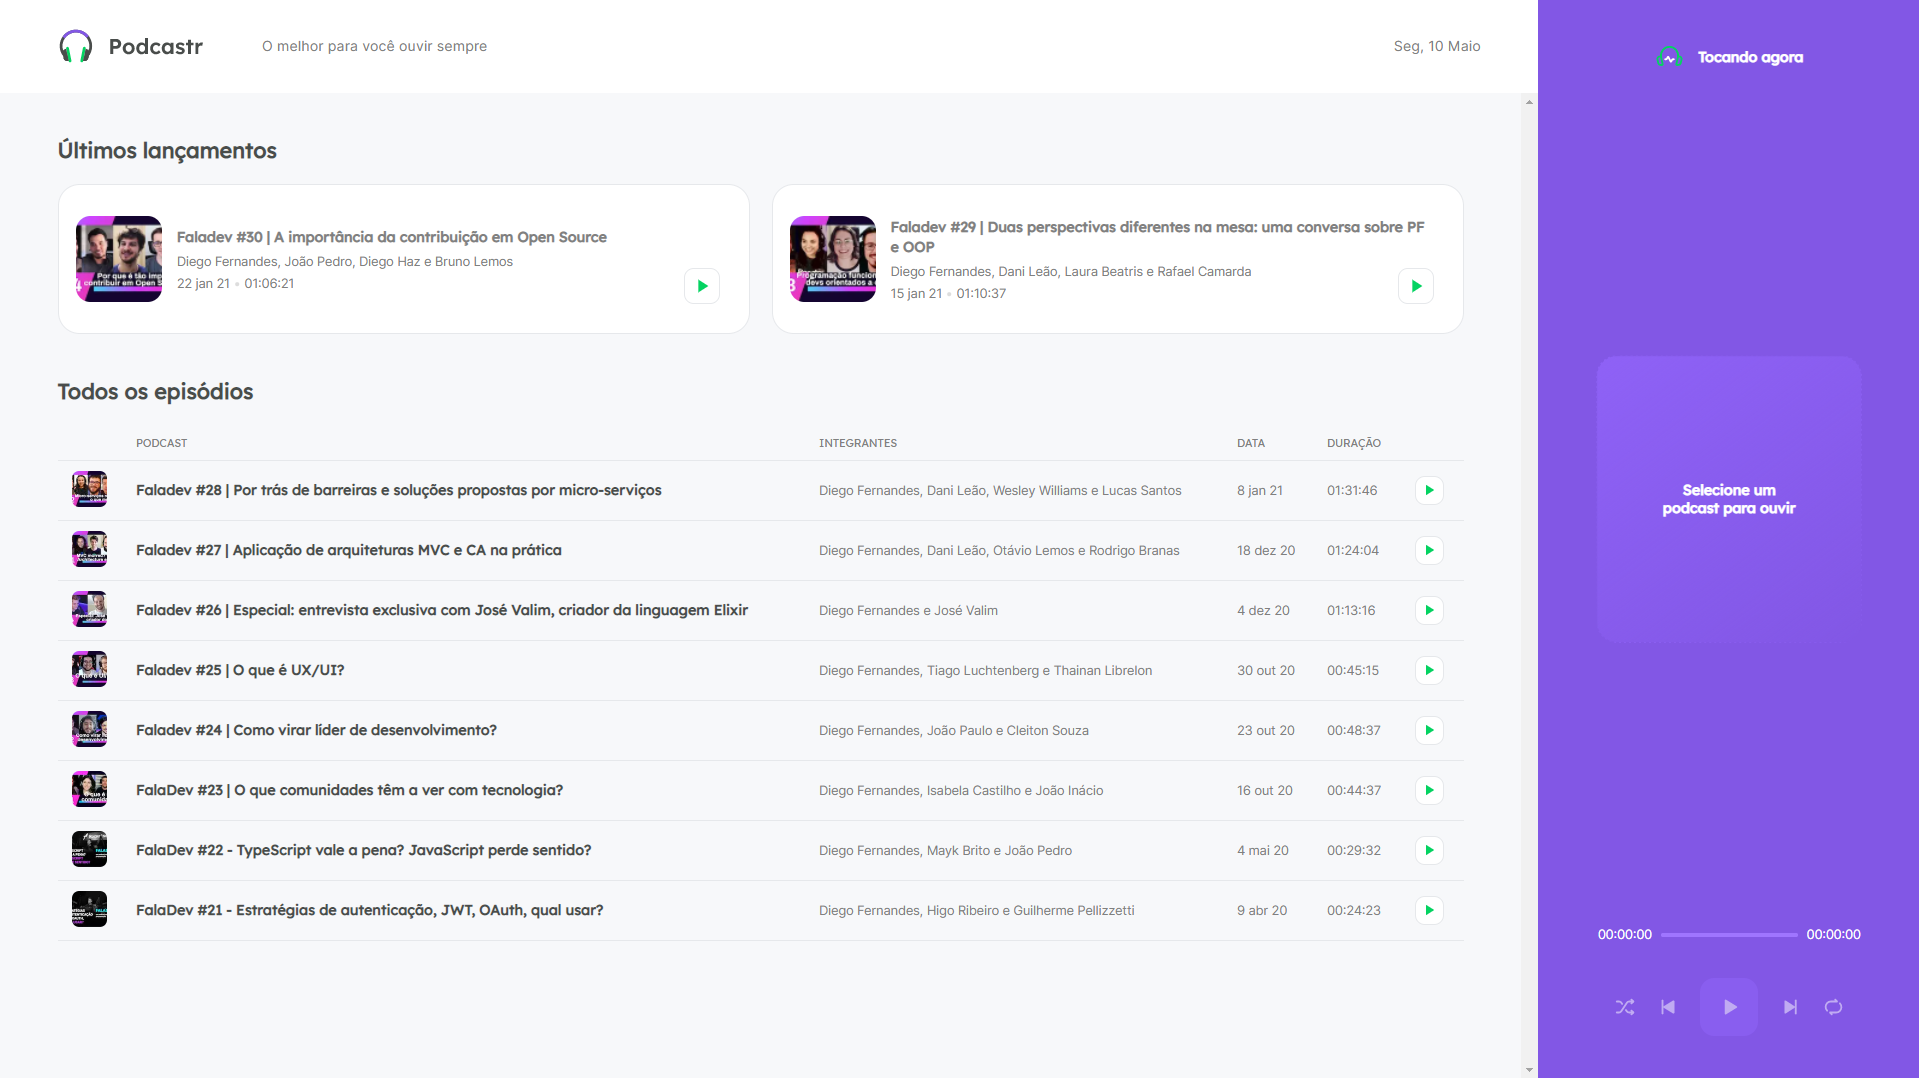 Podcastr
O melhor para você ouvir sempre
Seg, 10 Maio
Tocando agora
Últimos lançamentos
Faladev #30 | A importância da contribuição em Open Source
Diego Fernandes, João Pedro, Diego Haz e Bruno Lemos
22 jan 21 • 01:06:21
Faladev #29 | Duas perspectivas diferentes na mesa: uma conversa sobre PF
e OOP
Diego Fernandes, Dani Leão, Laura Beatris e Rafael Camarda
15 jan 21 • 01:10:37
Todos os episódios
PODCAST INTEGRANTES DATA DURAÇÃO
Faladev #28 | Por trás de barreiras e soluções propostas por micro-serviços Diego Fernandes, Dani Leão, Wesley Williams e Lucas Santos 8 jan 21 01:31:46
Faladev #27 | Aplicação de arquiteturas MVC e CA na prática Diego Fernandes, Dani Leão, Otávio Lemos e Rodrigo Branas 18 dez 20 01:24:04
Faladev #26 | Especial: entrevista exclusiva com José Valim, criador da linguagem Elixir Diego Fernandes e José Valim 4 dez 20 01:13:16
Faladev #25 | O que é UX/UI? Diego Fernandes, Tiago Luchtenberg e Thainan Librelon 30 out 20 00:45:15
Faladev #24 | Como virar líder de desenvolvimento? Diego Fernandes, João Paulo e Cleiton Souza 23 out 20 00:48:37
FalaDev #23 | O que comunidades têm a ver com tecnologia? Diego Fernandes, Isabela Castilho e João Inácio 16 out 20 00:44:37
FalaDev #22 - TypeScript vale a pena? JavaScript perde sentido? Diego Fernandes, Mayk Brito e João Pedro 4 mai 20 00:29:32
FalaDev #21 - Estratégias de autenticação, JWT, OAuth, qual usar? Diego Fernandes, Higo Ribeiro e Guilherme Pellizzetti 9 abr 20 00:24:23
Selecione um
podcast para ouvir
00:00:00 00:00:00